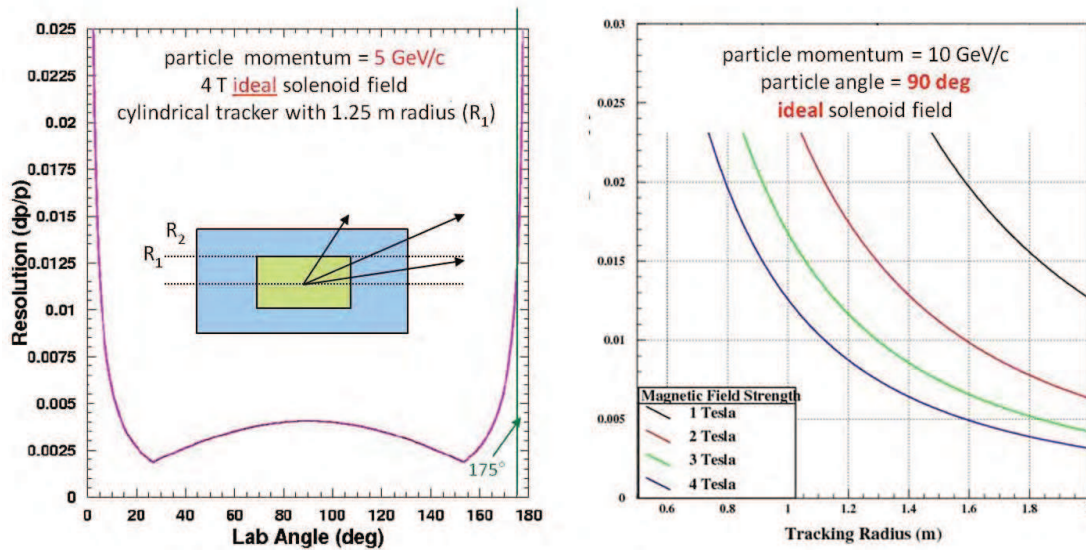 particle momentum = 5 GeV/c
4 T ideal solenoid field
cylindrical tracker with 1.25 m radius (R1)
0.025
0.0225
0.02
0.0175
0.015
0.0125
0.01
0.0075
0.005
0.0025
0
Resolution (dp/p)
R2
R1
175°
0 20 40 60 80 100 120 140 160 180
Lab Angle (deg)
particle momentum = 10 GeV/c
particle angle = 90 deg
ideal solenoid field
0.03
0.025
0.02
0.015
0.01
0.005
0
Magnetic Field Strength
1 Tesla
2 Tesla
3 Tesla
4 Tesla
0.6 0.8 1 1.2 1.4 1.6 1.8
Tracking Radius (m)